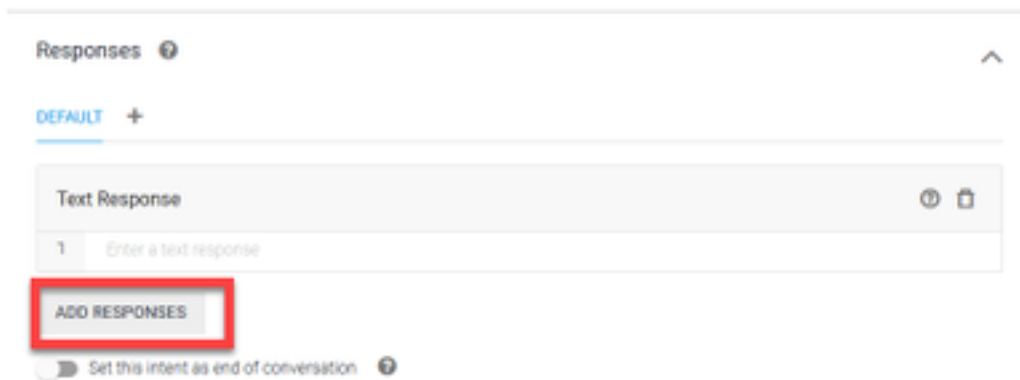 Responses
DEFAULT +
Text Response
1 Enter a text response
ADD RESPONSES
Set this intent as end of conversation